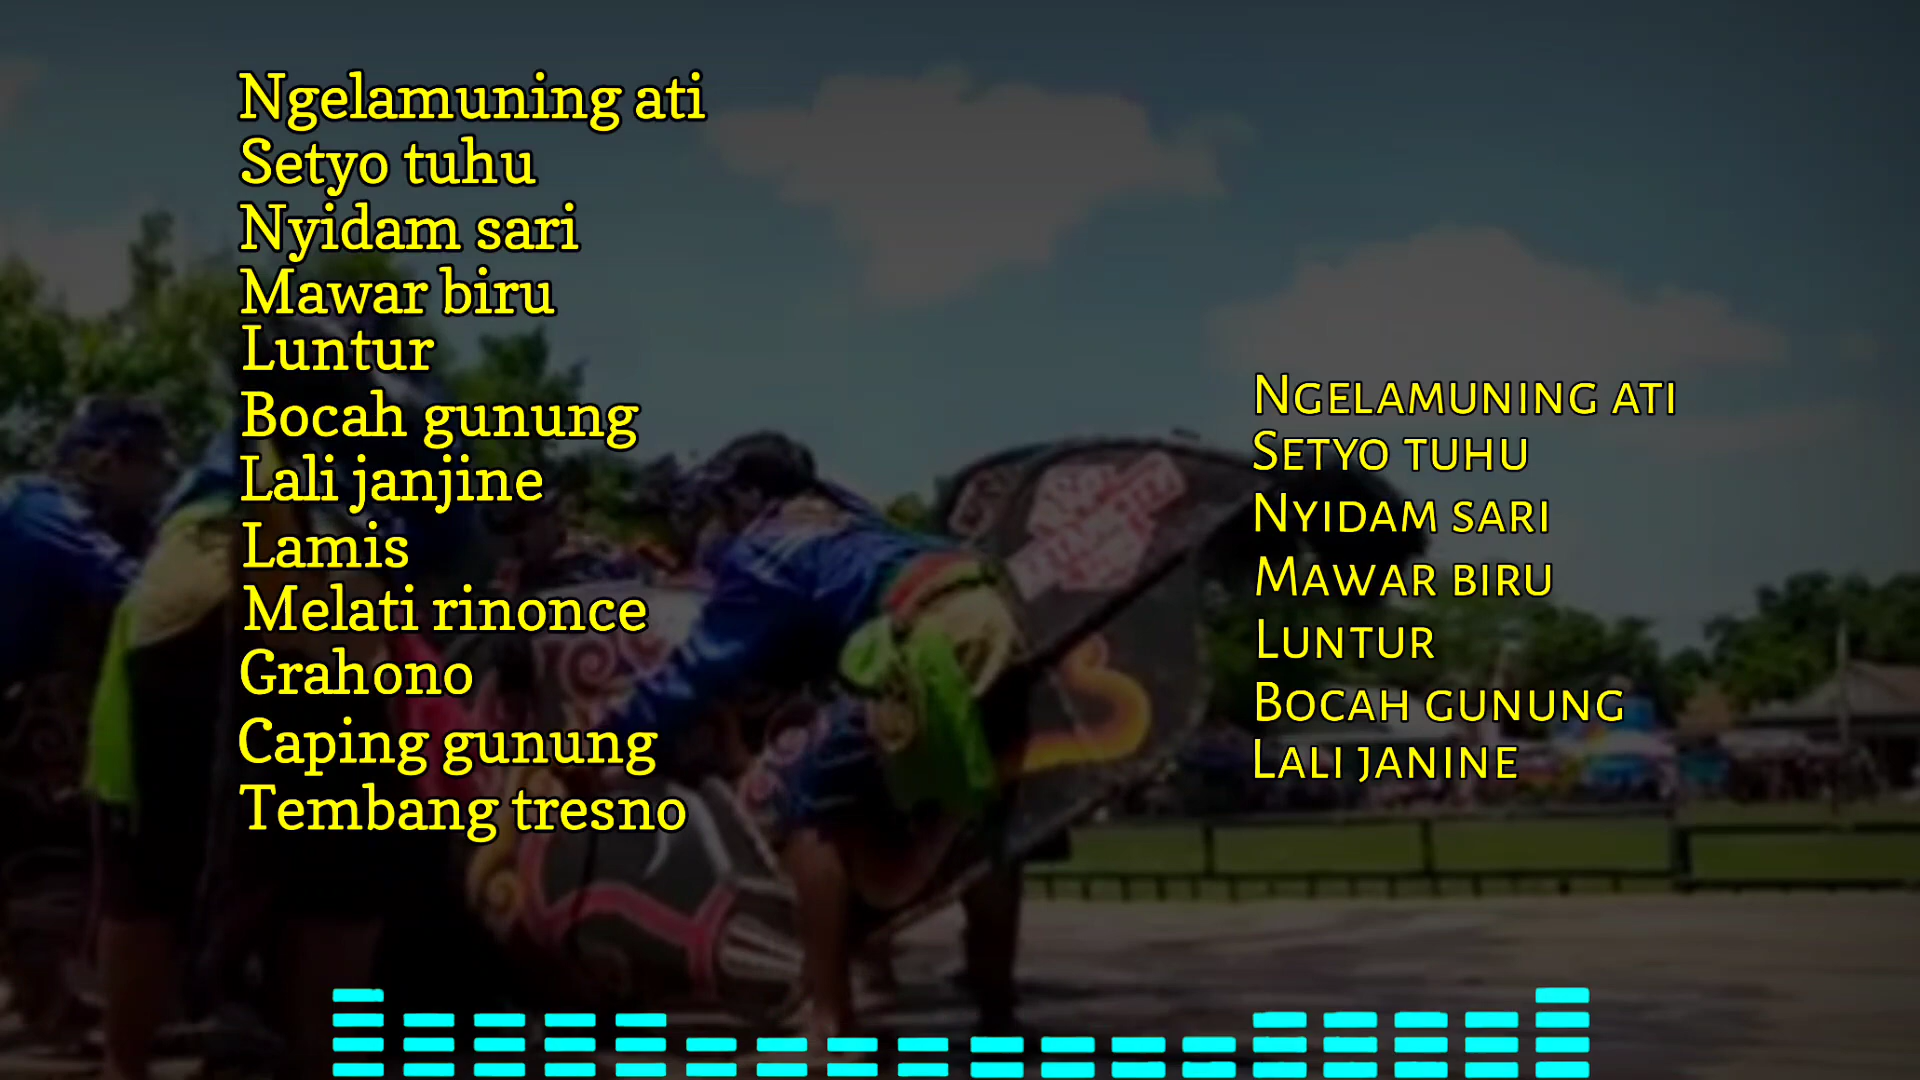 Ngelamuning ati
Setyo tuhu
Nyidam sari
Mawar biru
Luntur
Bocah gunung
Lali janjine
Lamis
Melati rinonce
Grahono
Caping gunung
Tembang tresno
Ngelamuning ati
Setyo tuhu
Nyidam sari
Mawar biru
Luntur
Bocah gunung
Lali janine